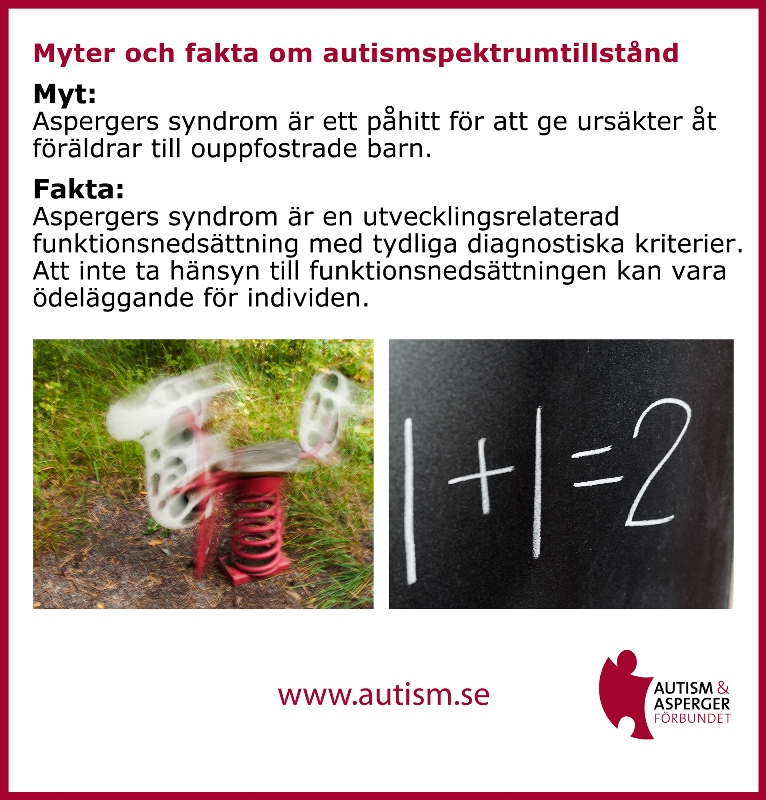 Myter och fakta om autismspektrumtillstånd
Myt:
Aspergers syndrom är ett påhitt för att ge ursäkter åt
föräldrar till ouppfostrade barn.
Fakta:
Aspergers syndrom är en utvecklingsrelaterad
funktionsnedsättning med tydliga diagnostiska kriterier.
Att inte ta hänsyn till funktionsnedsättningen kan vara
ödeläggande för individen.
1+1=2
www.autism.se
AUTISM &
ASPERGER
FÖRBUNDET